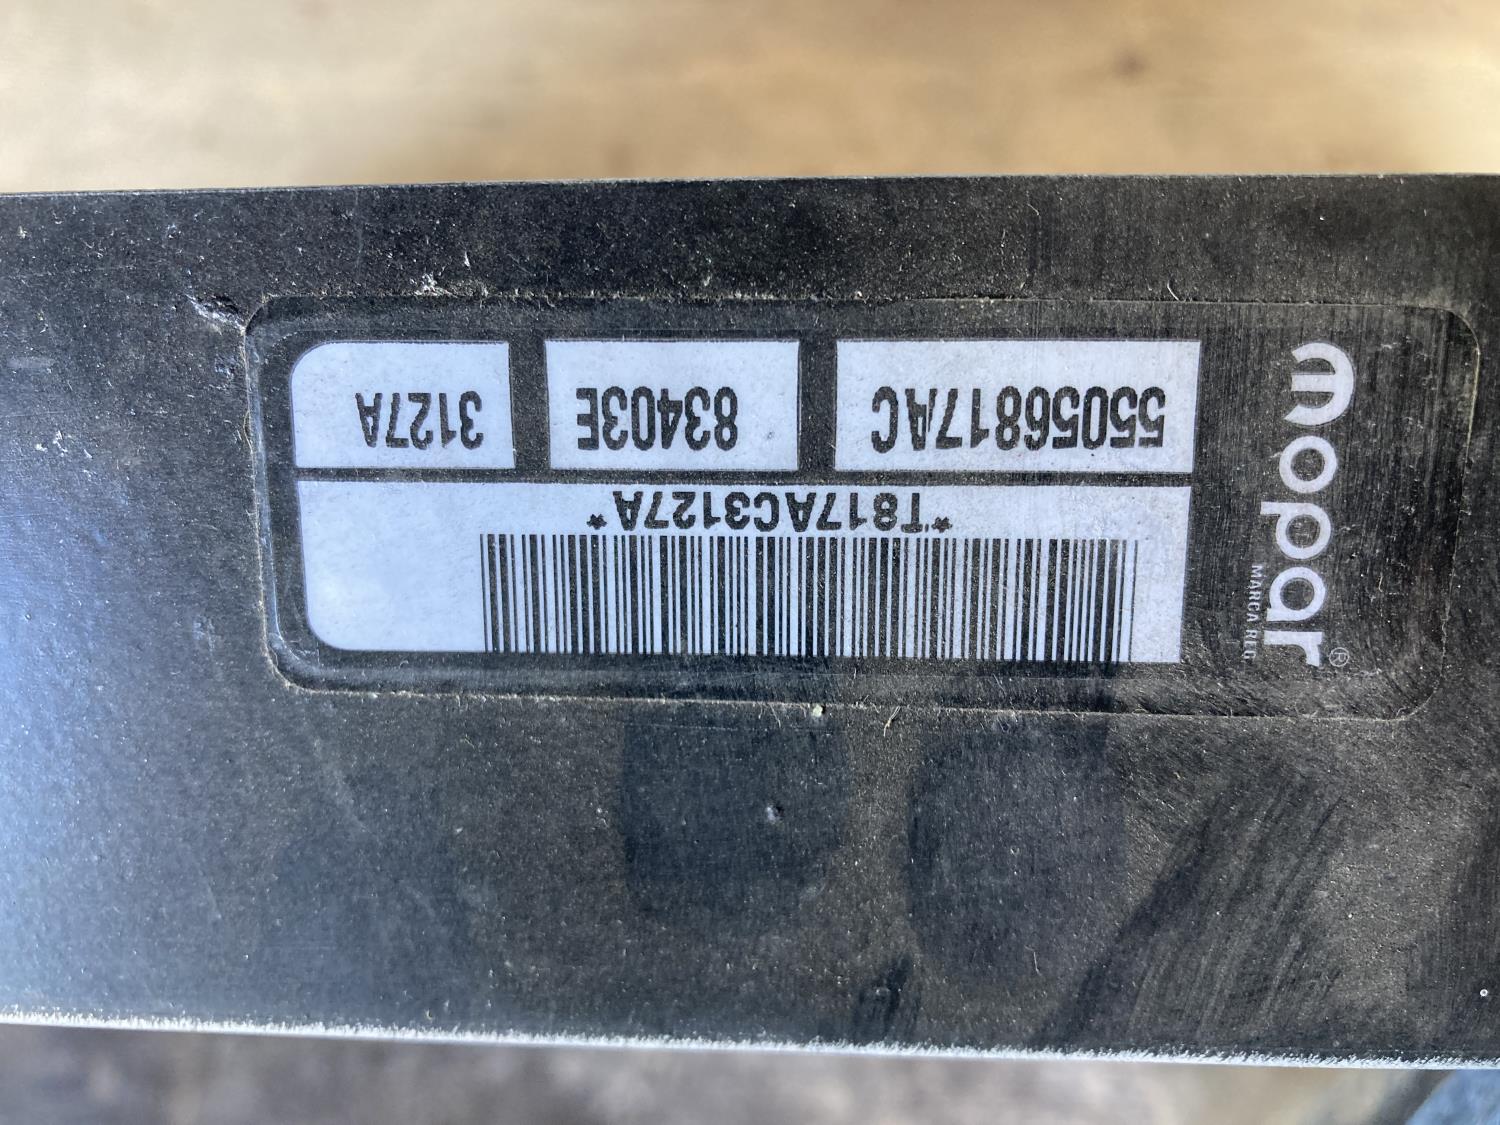 mopar®
MARCA REG.
55056817AC 83403E 3127A
*T817AC3127A*